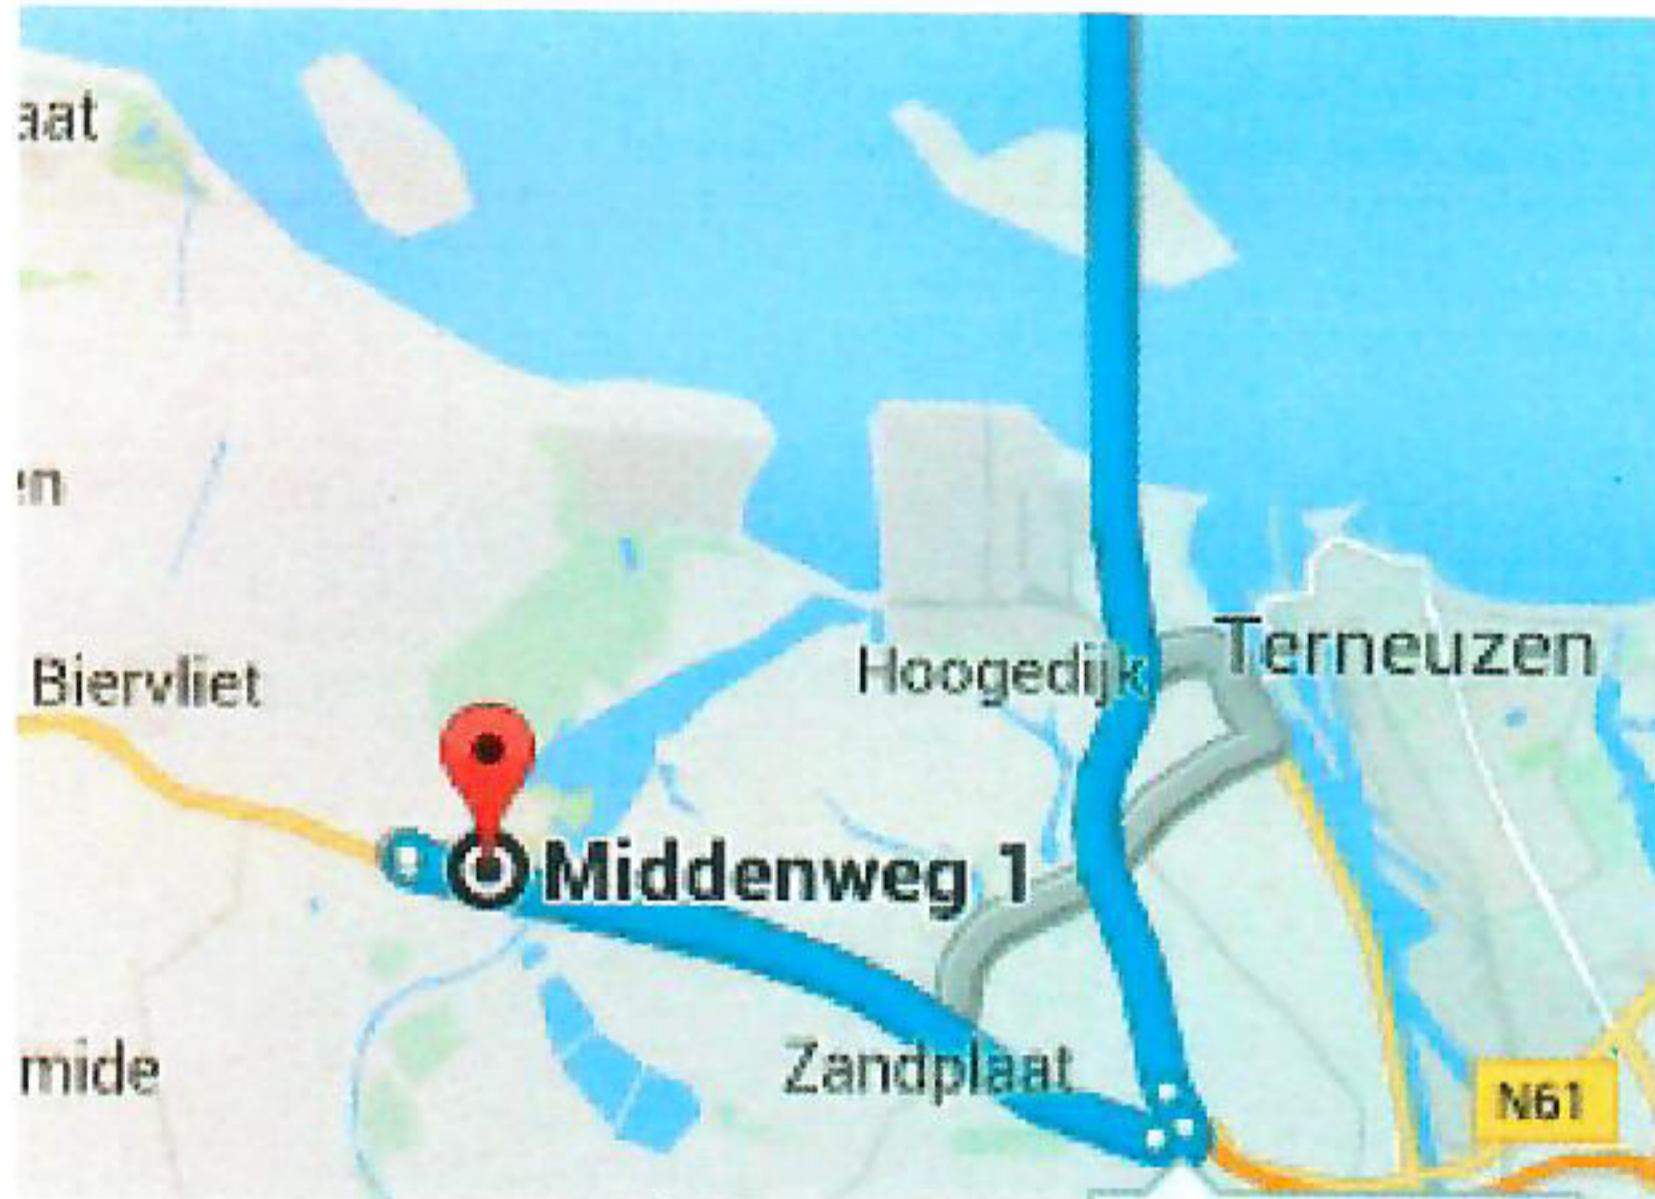 aat
Biervliet
Hoogedijk
Terneuzen
Middenweg 1
mide
Zandplaat
N61